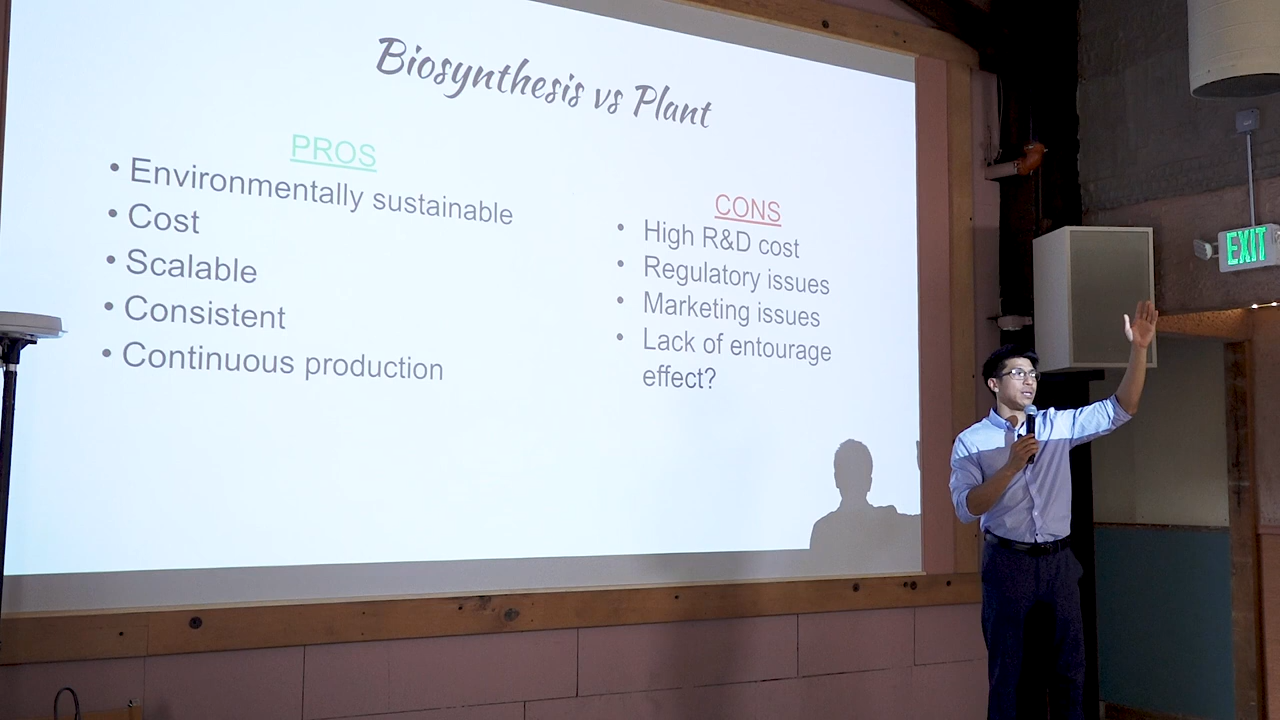 Biosynthesis vs Plant
PROS
• Environmentally sustainable
• Cost
• Scalable
• Consistent
• Continuous production
CONS
• High R&D cost
• Regulatory issues
• Marketing issues
• Lack of entourage
effect?
EXIT